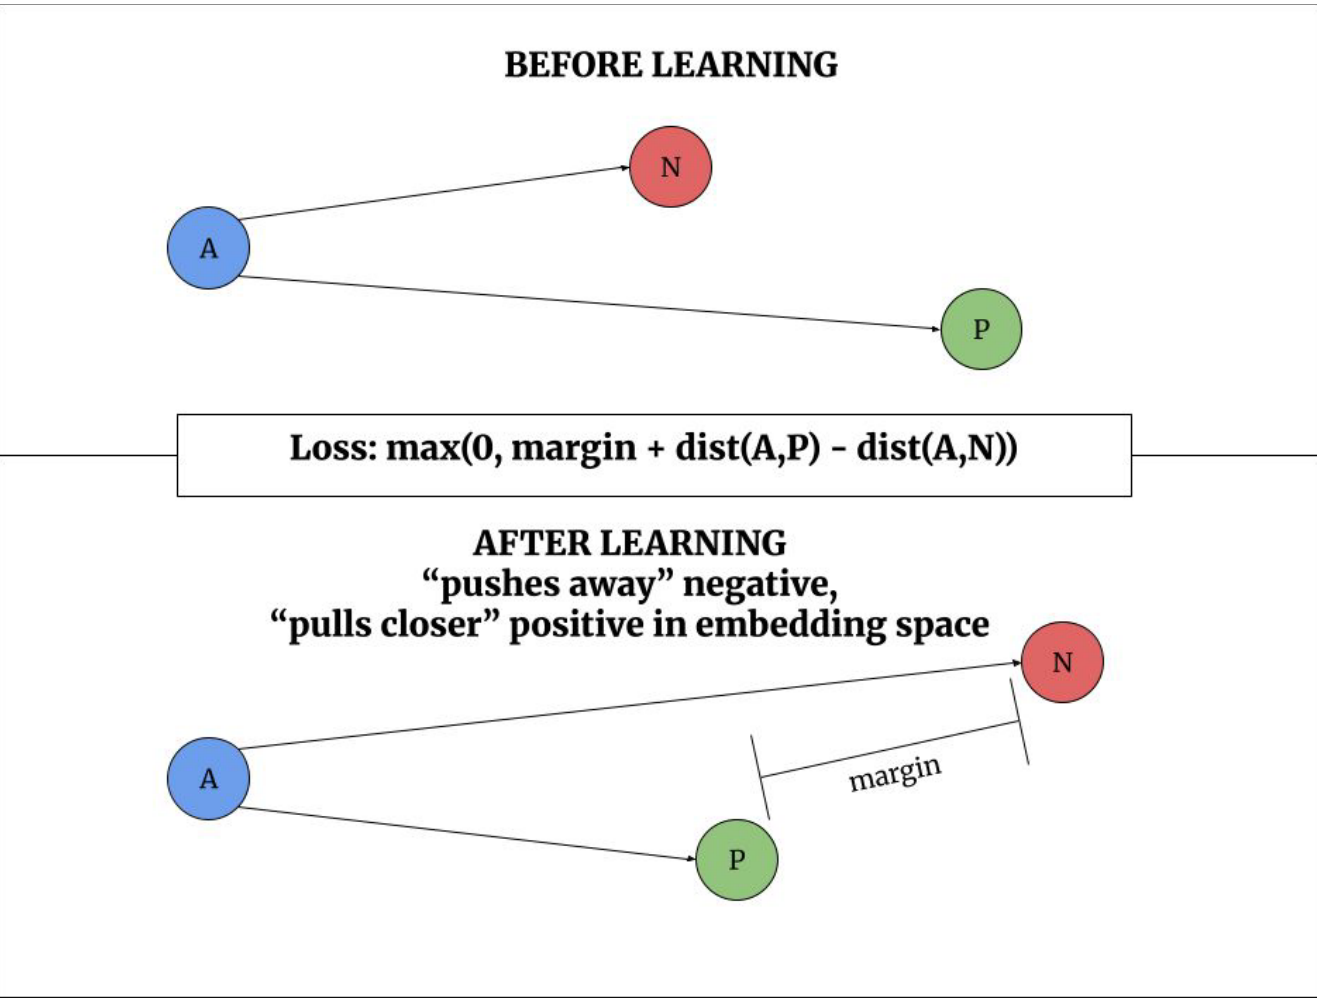 BEFORE LEARNING
N
A
P
Loss: max(0, margin + dist(A,P) - dist(A,N))
AFTER LEARNING
“pushes away” negative,
“pulls closer” positive in embedding space
N
A
margin
P